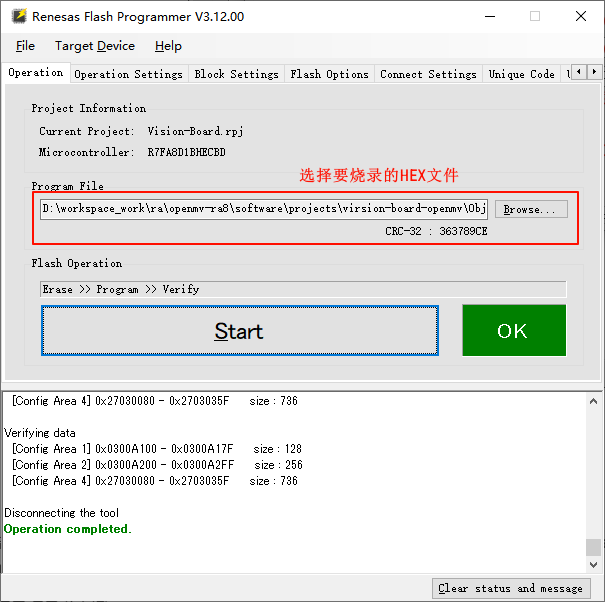 Renesas Flash Programmer V3.12.00
File Target Device Help
Operation Operation Settings Block Settings Flash Options Connect Settings Unique Code
Project Information
Current Project: Vision-Board.rpj
Microcontroller: R7FA8D1BHECBD
选择要烧录的HEX文件
Program File
D:\workspace_work\ra\openmv-ra8\software\projects\virsion-board-openmv\Obj
Browse...
CRC-32 : 363789CE
Flash Operation
Erase >> Program >> Verify
Start
OK
[Config Area 4] 0x27030080 - 0x2703035F size : 736
Verifying data
[Config Area 1] 0x0300A100 - 0x0300A17F size : 128
[Config Area 2] 0x0300A200 - 0x0300A2FF size : 256
[Config Area 4] 0x27030080 - 0x2703035F size : 736
Disconnecting the tool
Operation completed.
Clear status and message